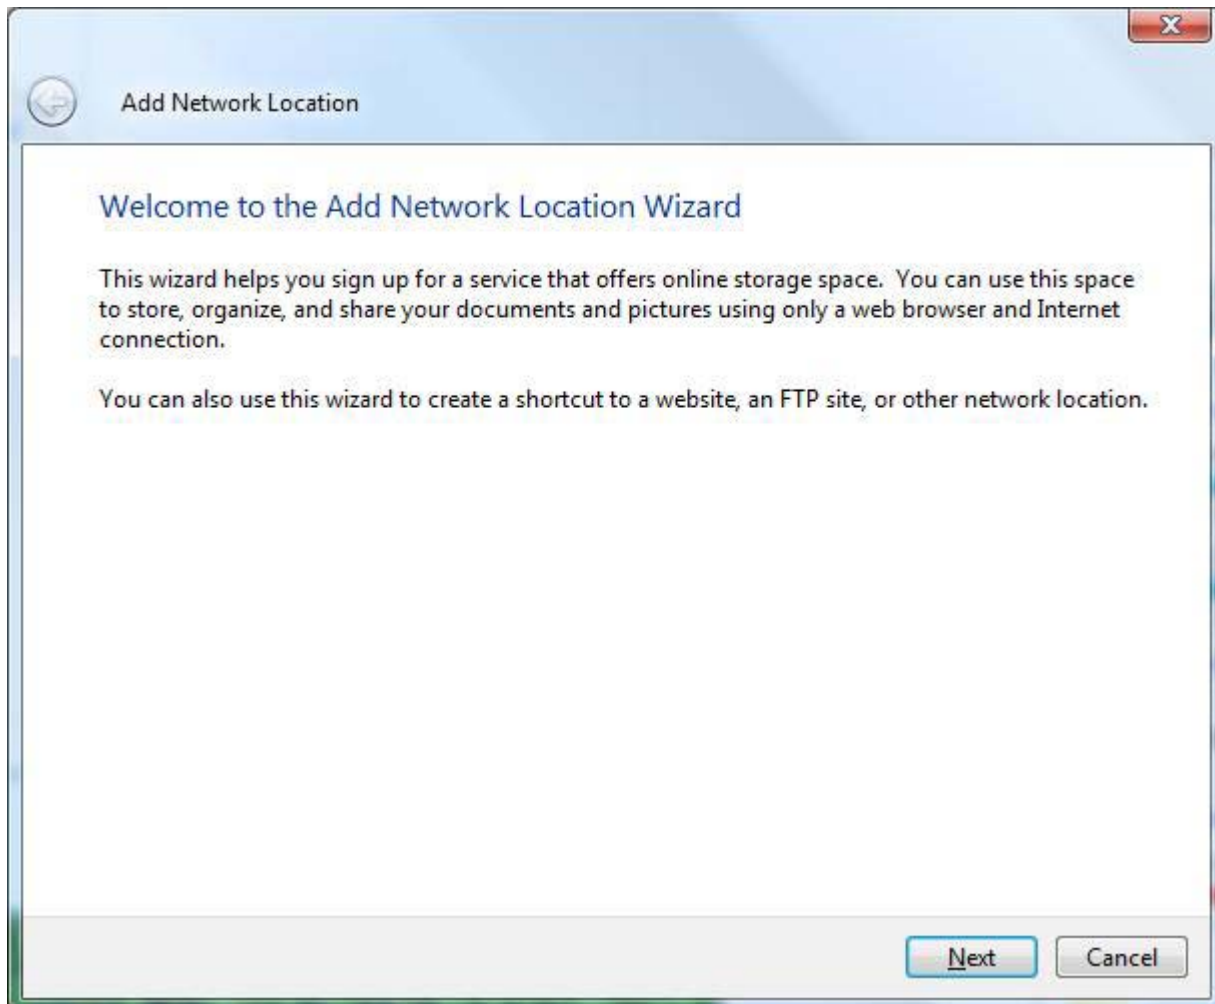 Add Network Location
Welcome to the Add Network Location Wizard
This wizard helps you sign up for a service that offers online storage space.  You can use this space
to store, organize, and share your documents and pictures using only a web browser and Internet
connection.
You can also use this wizard to create a shortcut to a website, an FTP site, or other network location.
Next
Cancel